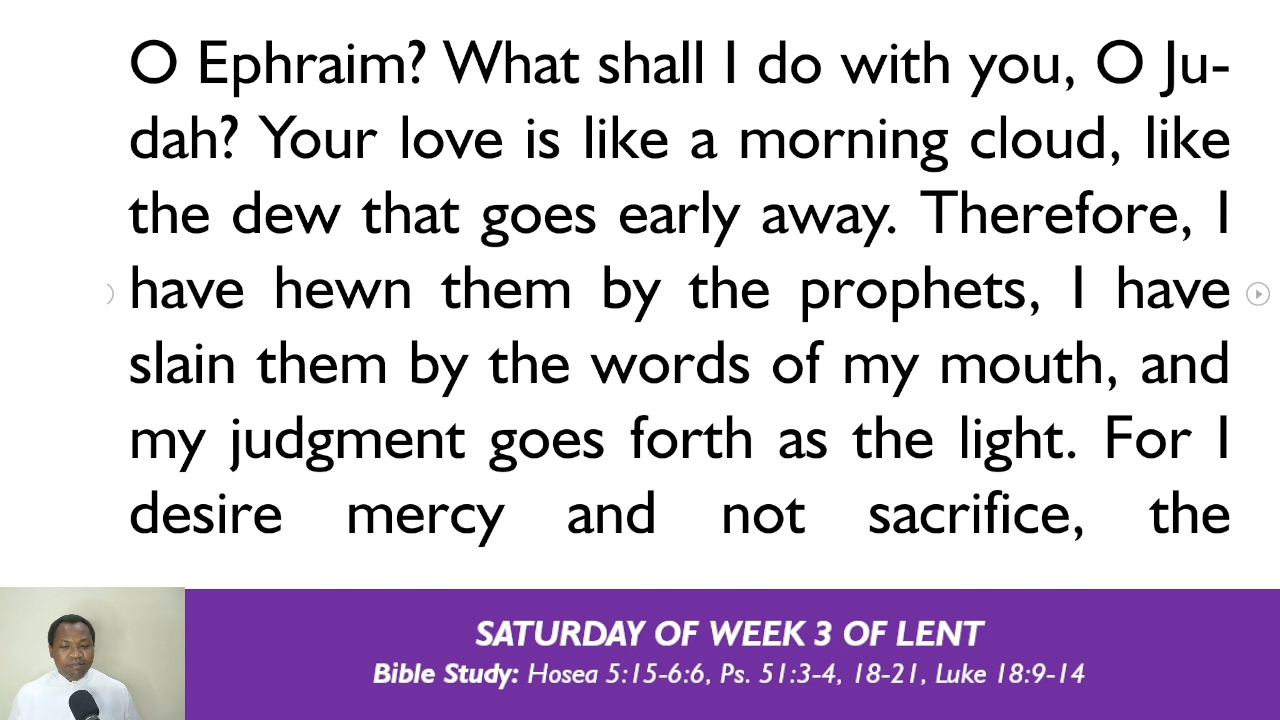 O Ephraim? What shall I do with you, O Ju-
dah? Your love is like a morning cloud, like
the dew that goes early away. Therefore, I
have hewn them by the prophets, I have
slain them by the words of my mouth, and
my judgment goes forth as the light. For I
desire mercy and not sacrifice, the
SATURDAY OF WEEK 3 OF LENT
Bible Study: Hosea 5:15-6:6, Ps. 51:3-4, 18-21, Luke 18:9-14